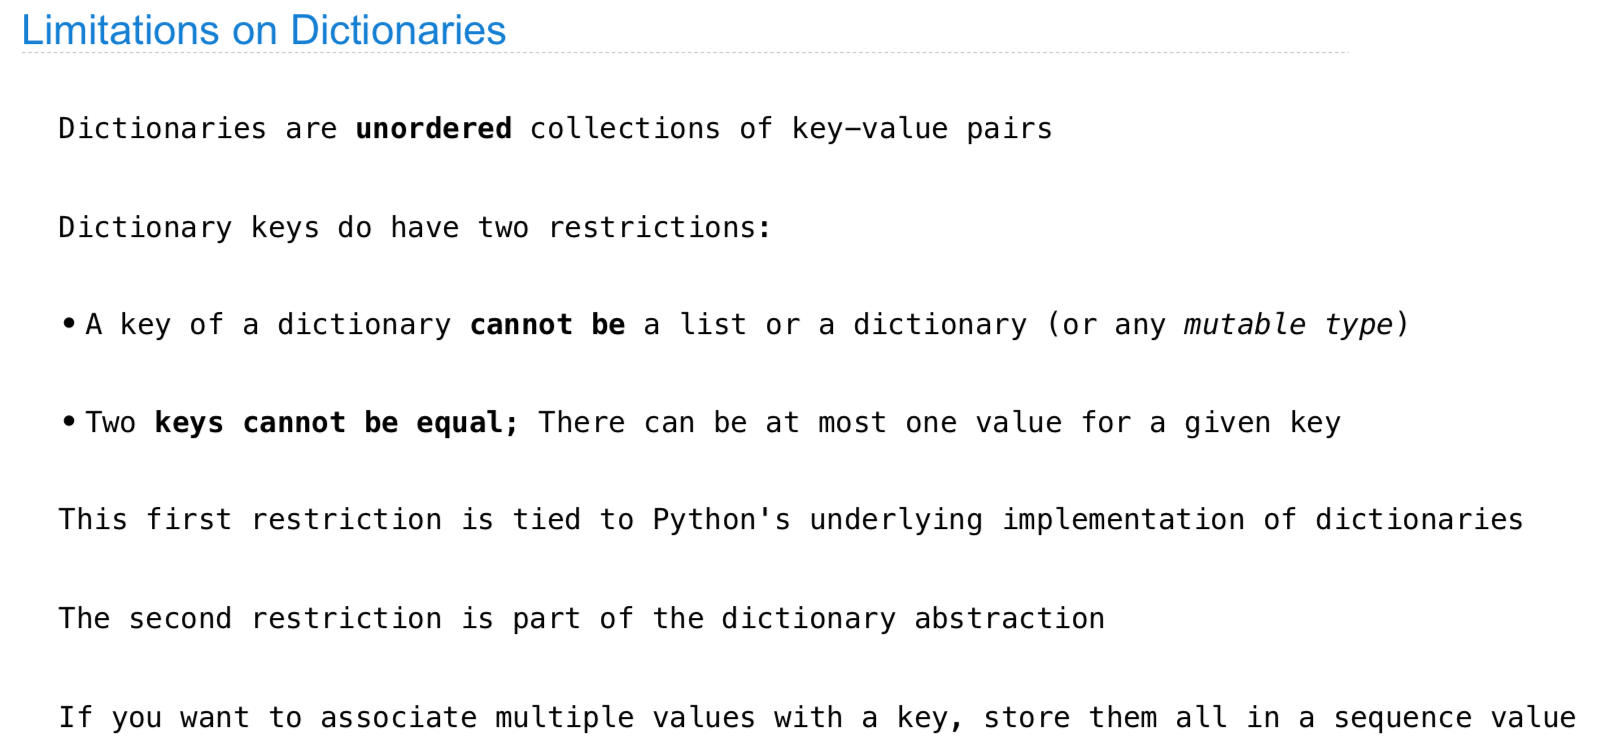 Limitations on Dictionaries
Dictionaries are unordered collections of key-value pairs
Dictionary keys do have two restrictions:
• A key of a dictionary cannot be a list or a dictionary (or any mutable type)
• Two keys cannot be equal; There can be at most one value for a given key
This first restriction is tied to Python's underlying implementation of dictionaries
The second restriction is part of the dictionary abstraction
If you want to associate multiple values with a key, store them all in a sequence value